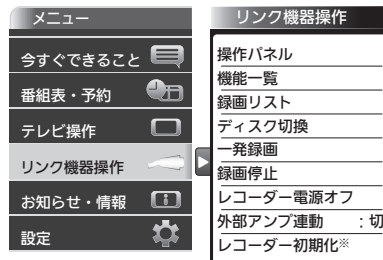 メニュー
今すぐできること
番組表・予約
テレビ操作
リンク機器操作
お知らせ・情報
設定
リンク機器操作
操作パネル
機能一覧
録画リスト
ディスク切換
一発録画
録画停止
レコーダー電源オフ
外部アンプ連動　：切
レコーダー初期化※